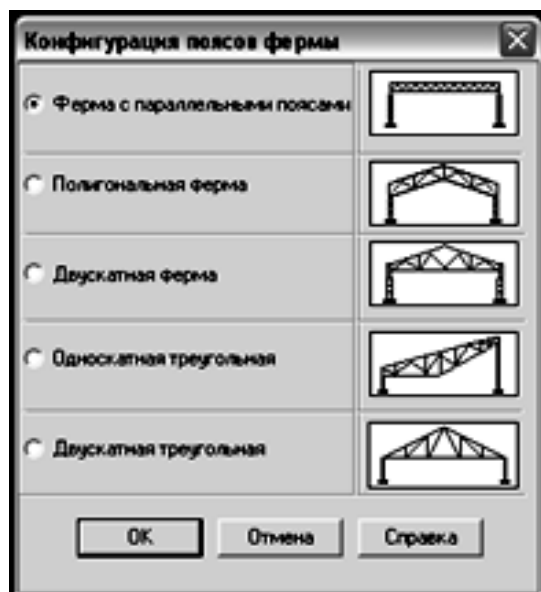 Конфигурация поясов фермы
Ферма с параллельными поясами
Полигональная ферма
Двускатная ферма
Односкатная треугольная
Двускатная треугольная
OK
Отмена
Справка